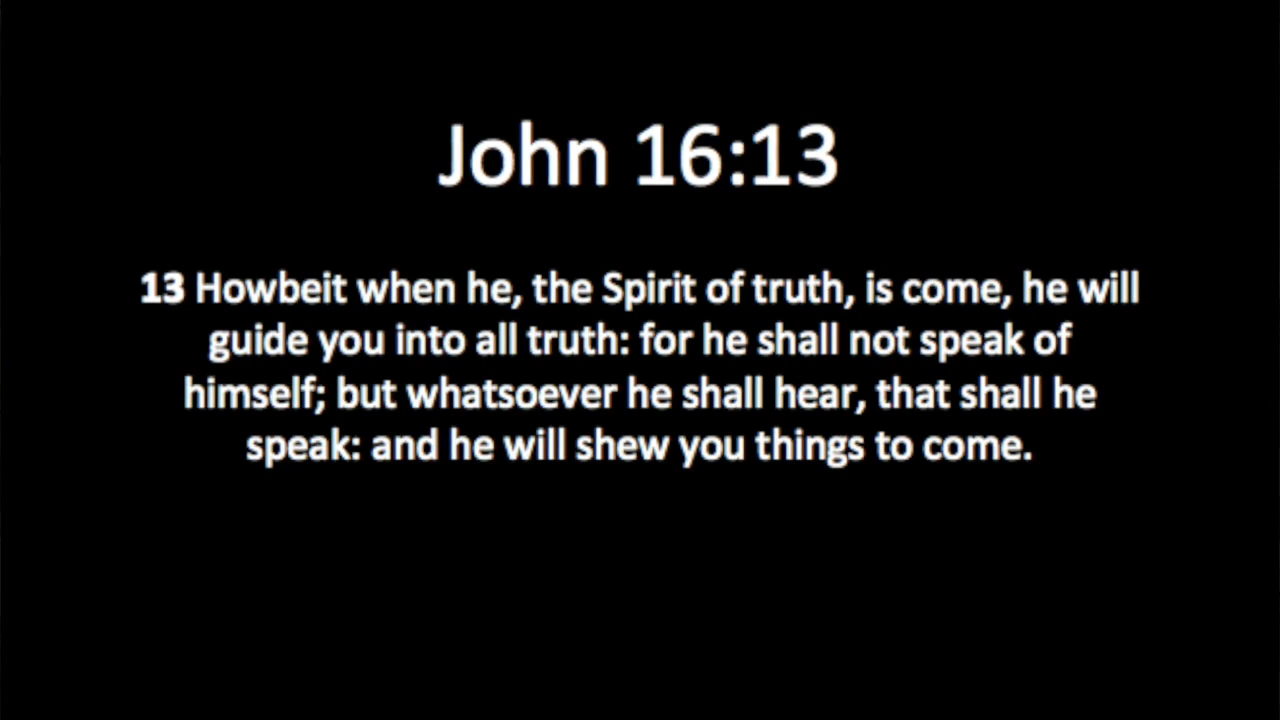 John 16:13
13 Howbeit when he, the Spirit of truth, is come, he will
guide you into all truth: for he shall not speak of
himself; but whatsoever he shall hear, that shall he
speak: and he will shew you things to come.